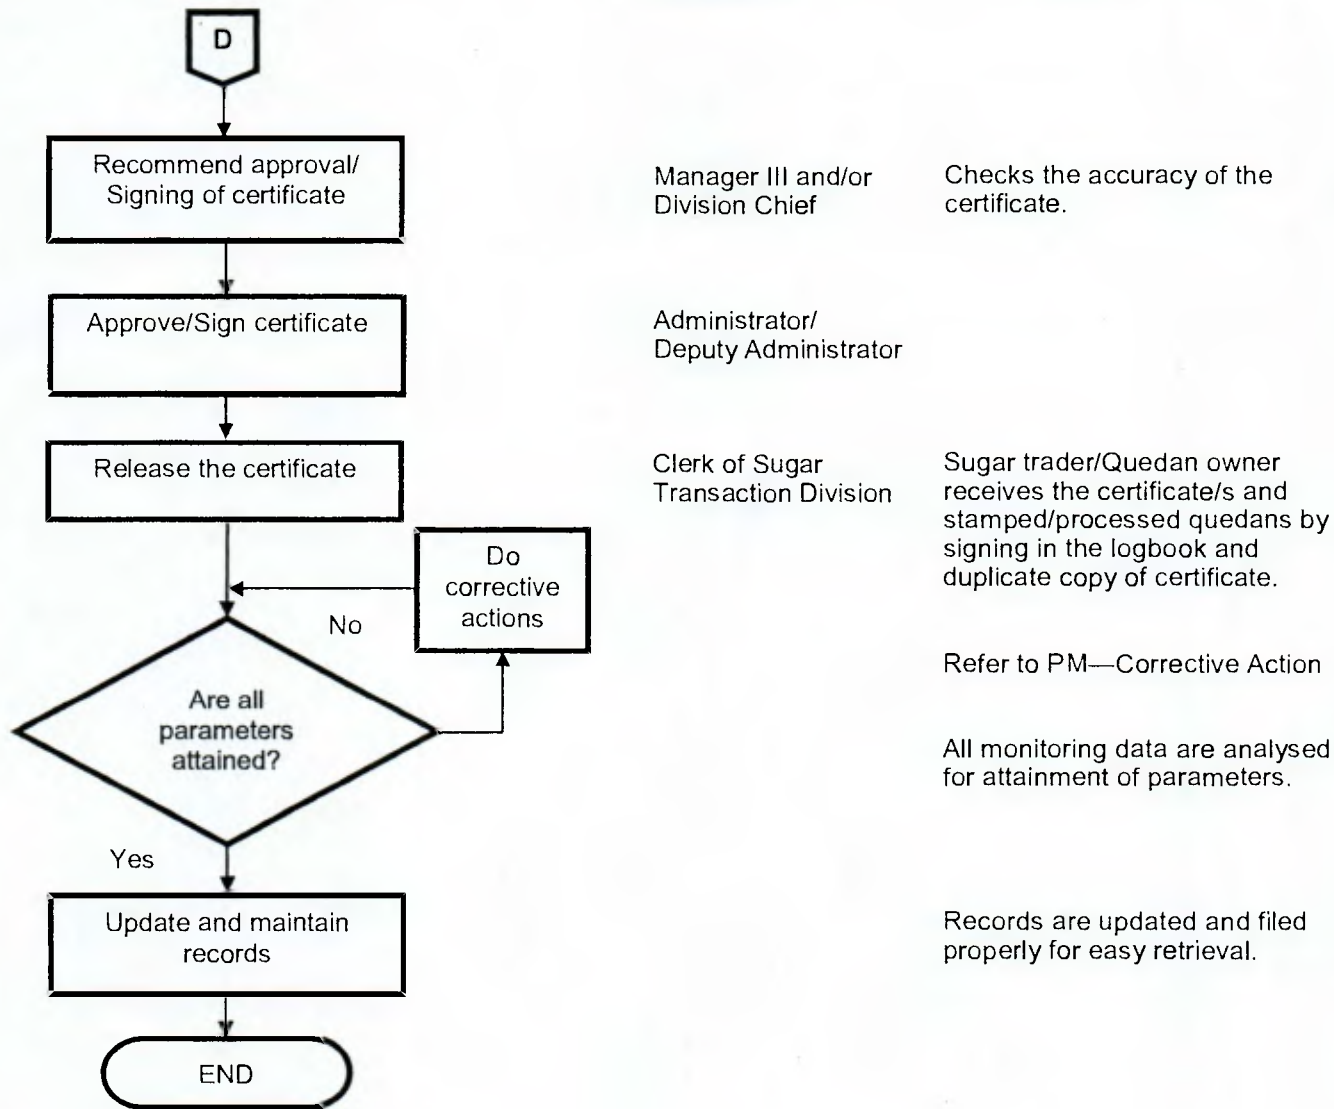 D
Recommend approval/
Signing of certificate
Manager III and/or
Division Chief
Checks the accuracy of the
certificate.
Approve/Sign certificate
Administrator/
Deputy Administrator
Release the certificate
Clerk of Sugar
Transaction Division
Sugar trader/Quedan owner
receives the certificate/s and
stamped/processed quedans by
signing in the logbook and
duplicate copy of certificate.
Do
corrective
actions
No
Refer to PM—Corrective Action
Are all
parameters
attained?
All monitoring data are analysed
for attainment of parameters.
Yes
Update and maintain
records
Records are updated and filed
properly for easy retrieval.
END